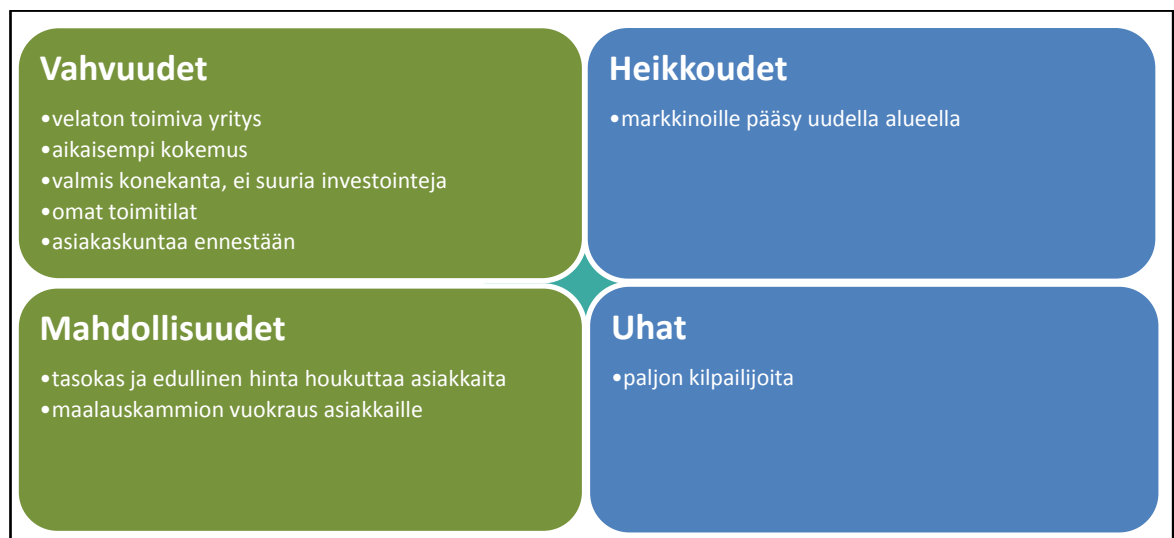 Vahvuudet
•velaton toimiva yritys
•aikaisempi kokemus
•valmis konekanta, ei suuria investointeja
•omat toimitilat
•asiakaskuntaa ennestään
Heikkoudet
•markkinoille pääsy uudella alueella
Mahdollisuudet
•tasokas ja edullinen hinta houkuttaa asiakkaita
•maalauskammion vuokraus asiakkaille
Uhat
•paljon kilpailijoita